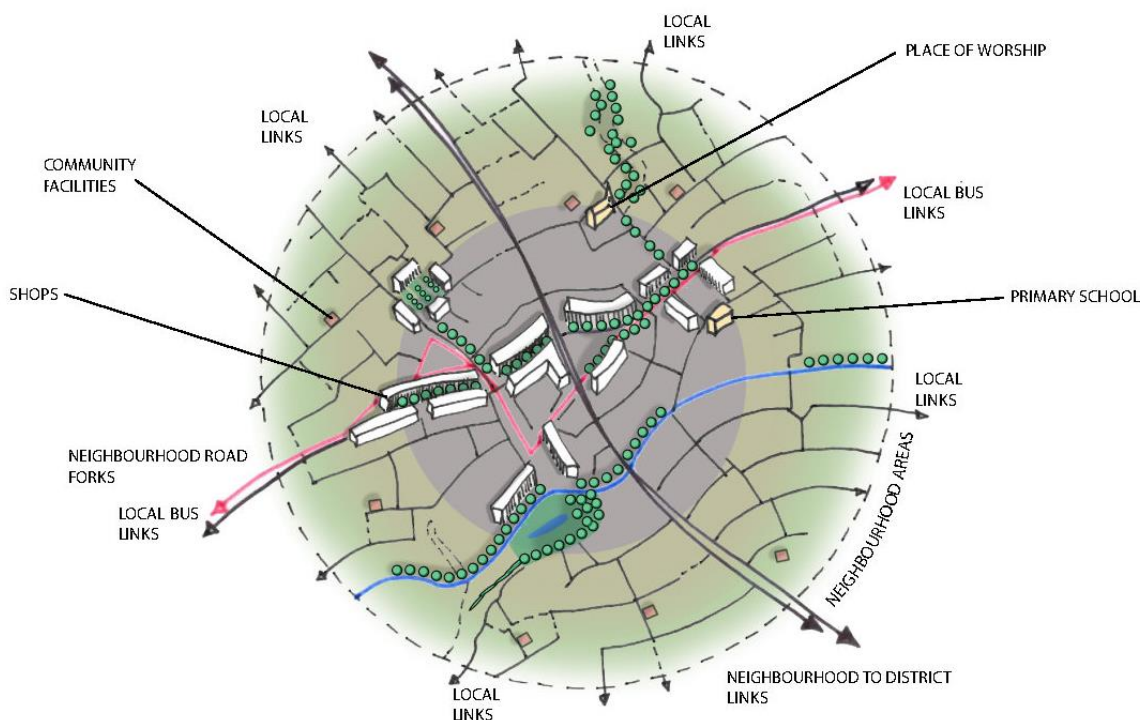 LOCAL
LINKS
PLACE OF WORSHIP
LOCAL
LINKS
COMMUNITY
FACILITIES
LOCAL BUS
LINKS
SHOPS
PRIMARY SCHOOL
LOCAL
LINKS
NEIGHBOURHOOD ROAD
FORKS
LOCAL BUS
LINKS
NEIGHBOURHOOD AREAS
NEIGHBOURHOOD TO DISTRICT
LINKS
LOCAL
LINKS